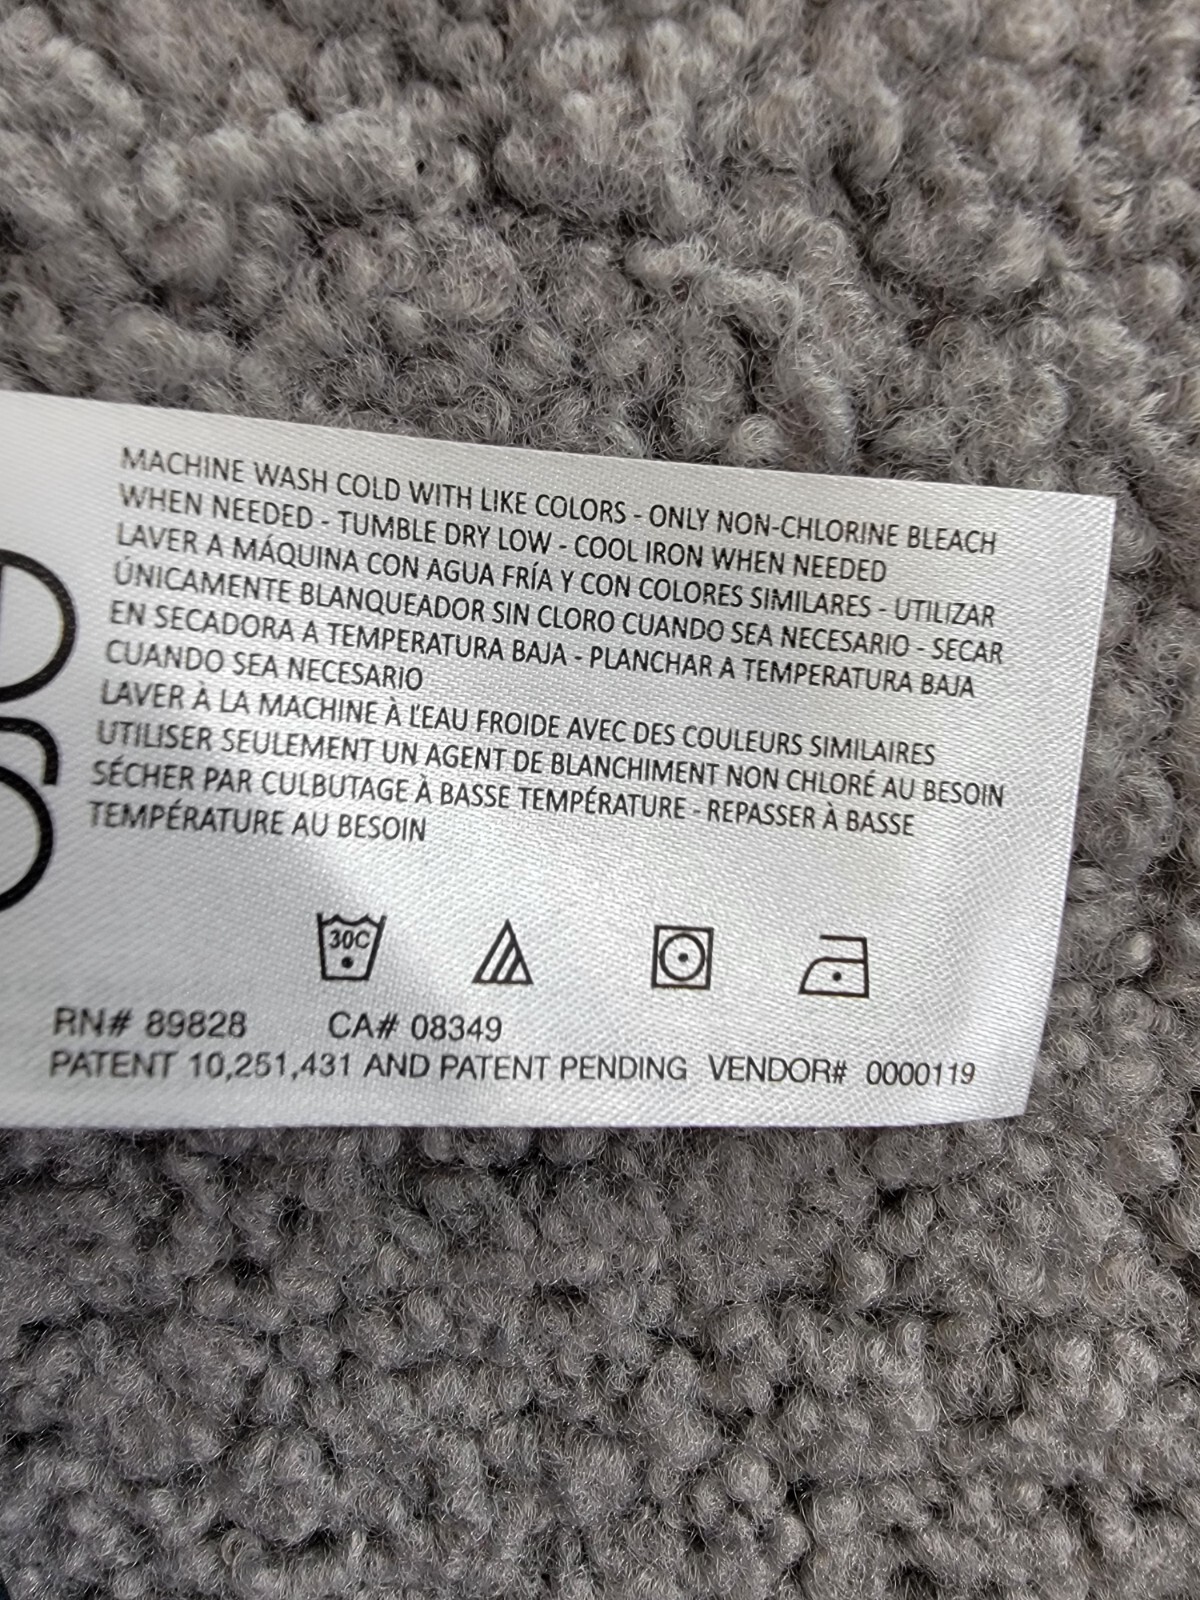 MACHINE WASH COLD WITH LIKE COLORS - ONLY NON-CHLORINE BLEACH
WHEN NEEDED - TUMBLE DRY LOW - COOL IRON WHEN NEEDED
LAVER A MÁQUINA CON AGUA FRÍA Y CON COLORES SIMILARES - UTILIZAR
ÚNICAMENTE BLANQUEADOR SIN CLORO CUANDO SEA NECESARIO - SECAR
EN SECADORA A TEMPERATURA BAJA - PLANCHAR A TEMPERATURA BAJA
CUANDO SEA NECESARIO
LAVER À LA MACHINE À L'EAU FROIDE AVEC DES COULEURS SIMILAIRES
UTILISER SEULEMENT UN AGENT DE BLANCHIMENT NON CHLORÉ AU BESOIN
SÉCHER PAR CULBUTAGE À BASSE TEMPÉRATURE - REPASSER À BASSE
TEMPÉRATURE AU BESOIN
30C
RN# 89828 CA# 08349
PATENT 10,251,431 AND PATENT PENDING VENDOR# 0000119